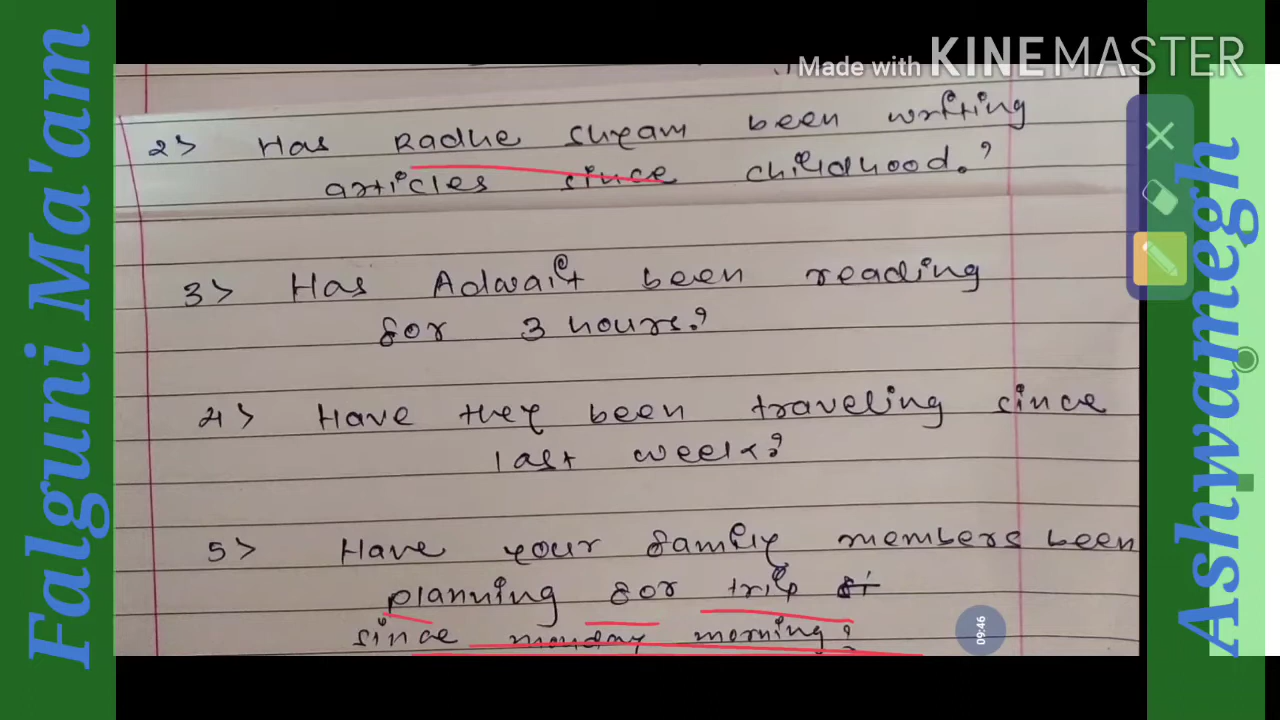 Made with KINEMASTER
Falguni Ma'am
Ashwamegh
2> Has Radhe Shyam been writing
articles since childhood.?
3> Has Adwait been reading
for 3 hours.?
4> Have they been traveling since
last week?
5> Have your family members been
planning for trip
since monday morning?
09:46